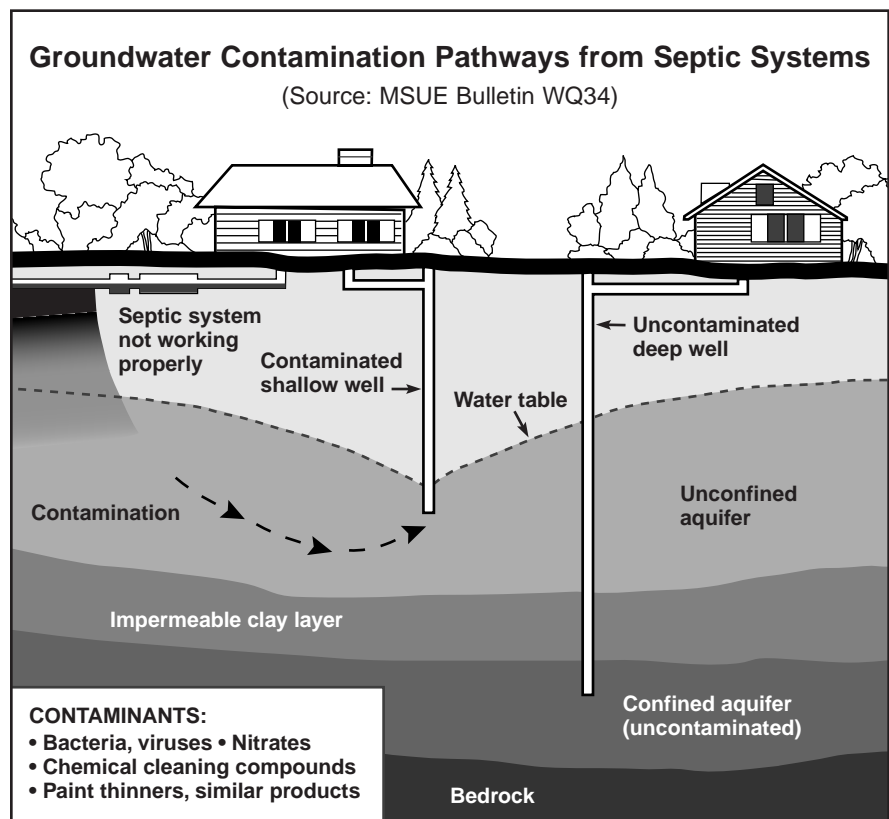 Groundwater Contamination Pathways from Septic Systems
(Source: MSUE Bulletin WQ34)
Septic system
not working
properly
Contaminated
shallow well
Uncontaminated
deep well
Water table
Contamination
Unconfined
aquifer
Impermeable clay layer
Confined aquifer
(uncontaminated)
CONTAMINANTS:
• Bacteria, viruses • Nitrates
• Chemical cleaning compounds
• Paint thinners, similar products
Bedrock